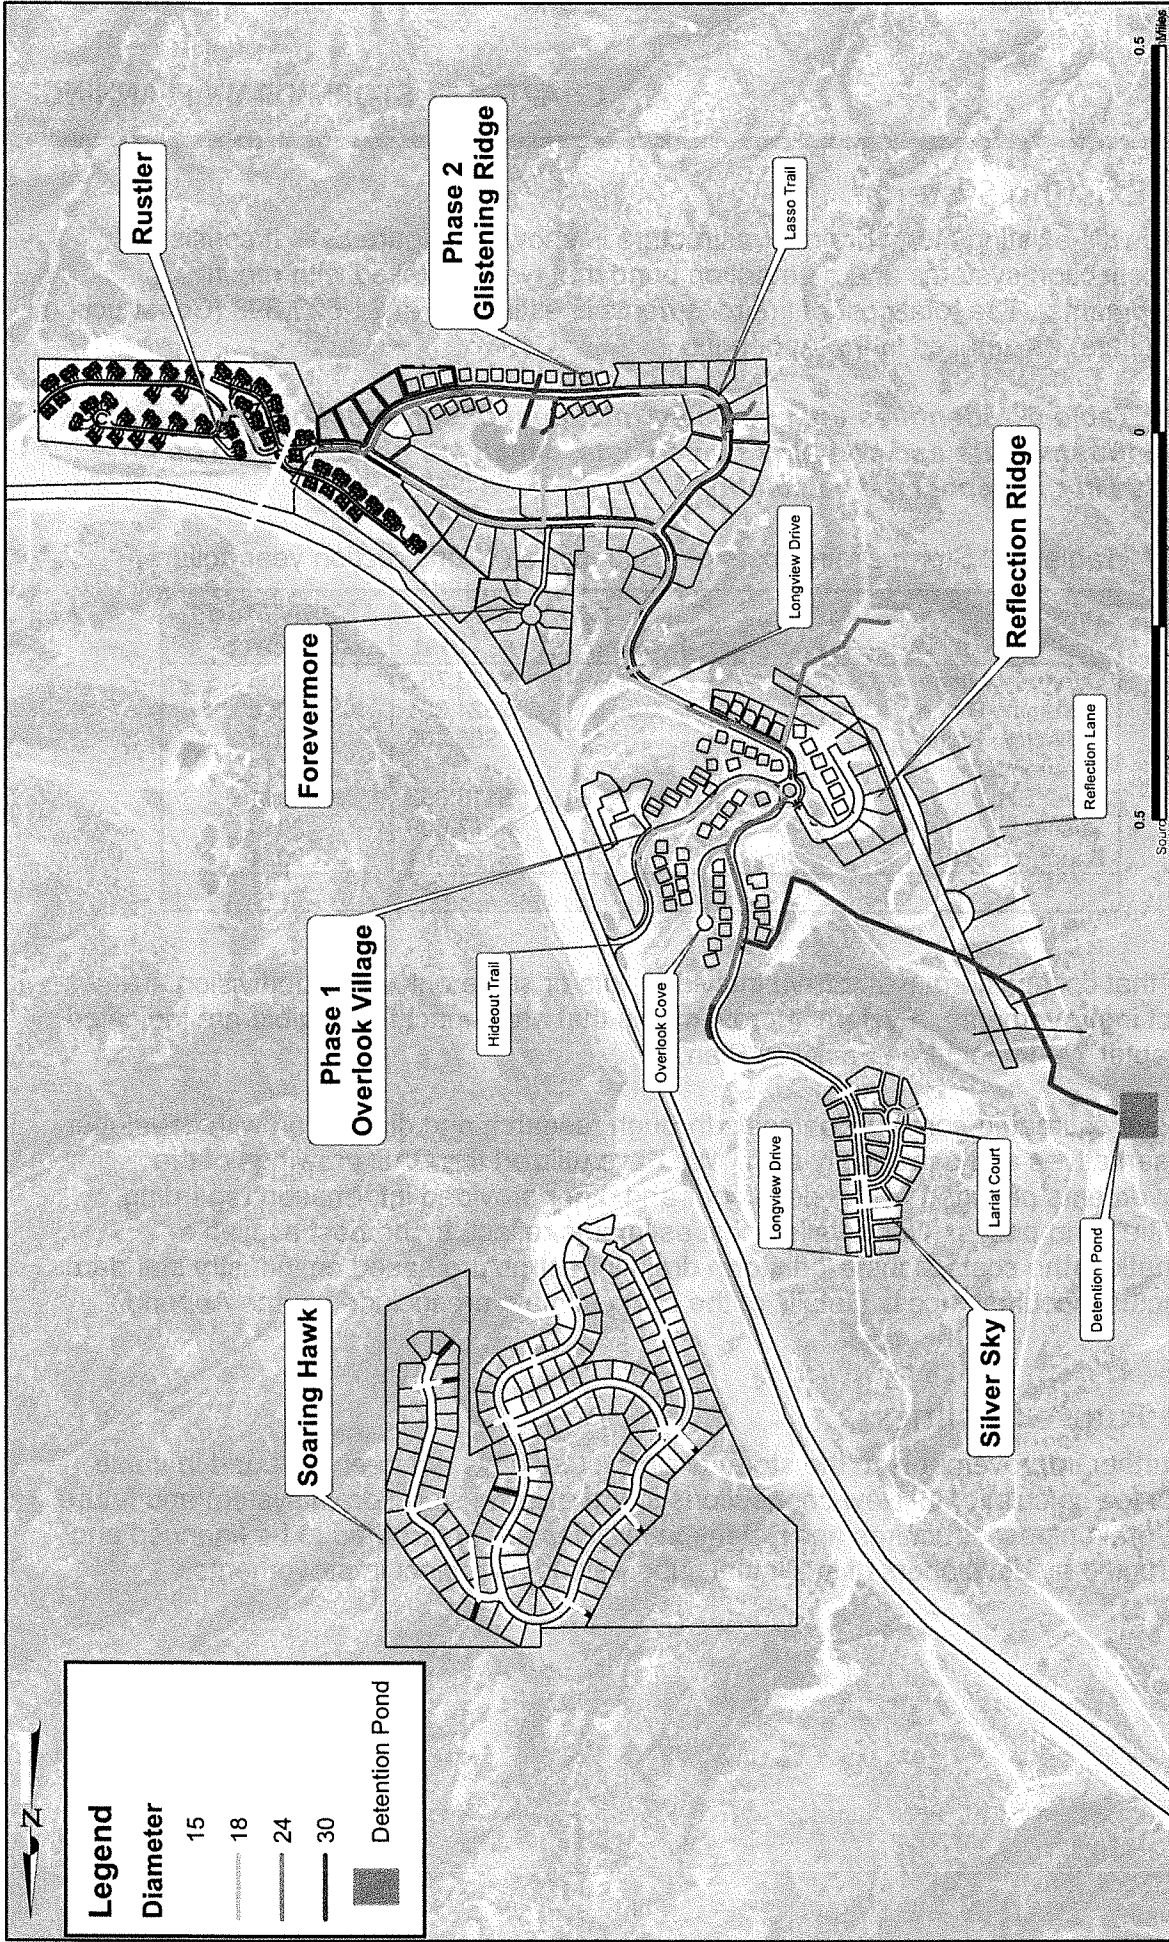 Rustler
Phase 2
Glistening Ridge
Lasso Trail
Forevermore
Longview Drive
Reflection Ridge
Reflection Lane
Phase 1
Overlook Village
Hideout Trail
Overlook Cove
Soaring Hawk
Longview Drive
Lariat Court
Silver Sky
Detention Pond
N
Legend
Diameter
15
18
24
30
Detention Pond
0.5
0
0.5
Miles